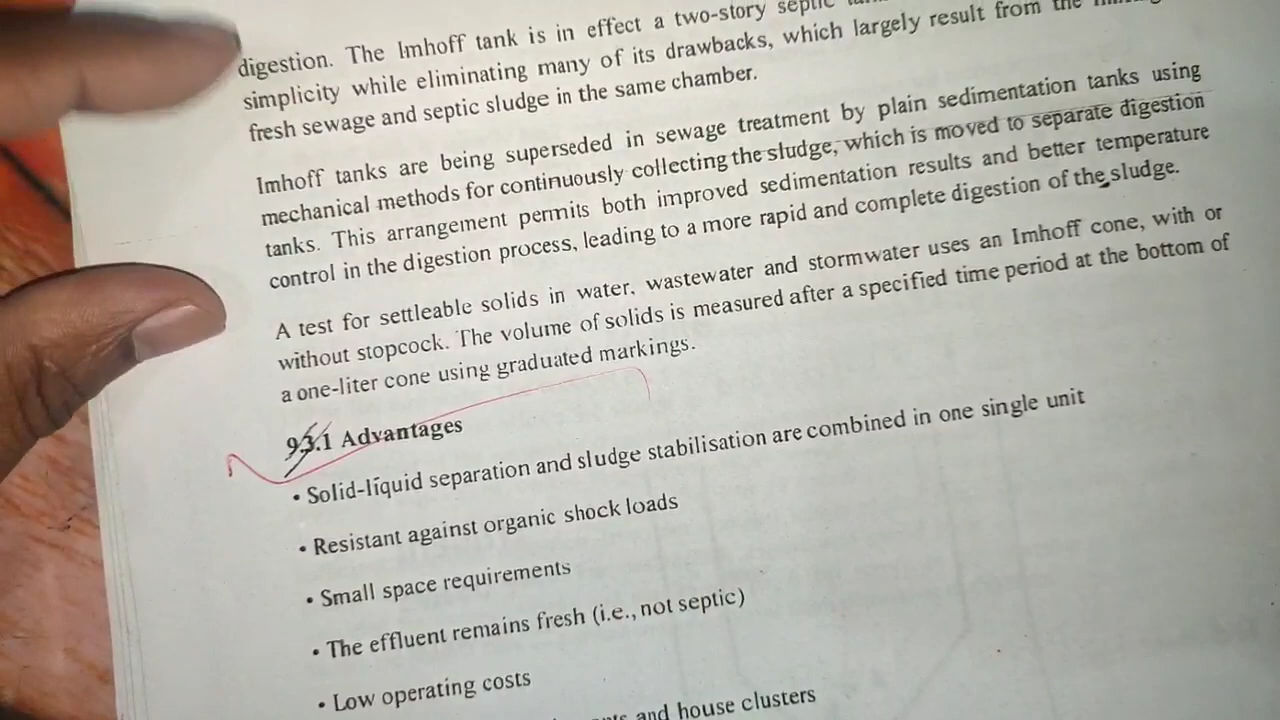 digestion. The Imhoff tank is in effect a two-story septic
simplicity while eliminating many of its drawbacks, which largely result from the
fresh sewage and septic sludge in the same chamber.
Imhoff tanks are being superseded in sewage treatment by plain sedimentation tanks using
mechanical methods for continuously collecting the sludge, which is moved to separate digestion
tanks. This arrangement permits both improved sedimentation results and better temperature
control in the digestion process, leading to a more rapid and complete digestion of the sludge.
A test for settleable solids in water, wastewater and stormwater uses an Imhoff cone, with or
without stopcock. The volume of solids is measured after a specified time period at the bottom of
a one-liter cone using graduated markings.
93.1 Advantages
• Solid-liquid separation and sludge stabilisation are combined in one single unit
• Resistant against organic shock loads
• Small space requirements
• The effluent remains fresh (i.e., not septic)
• Low operating costs
and house clusters